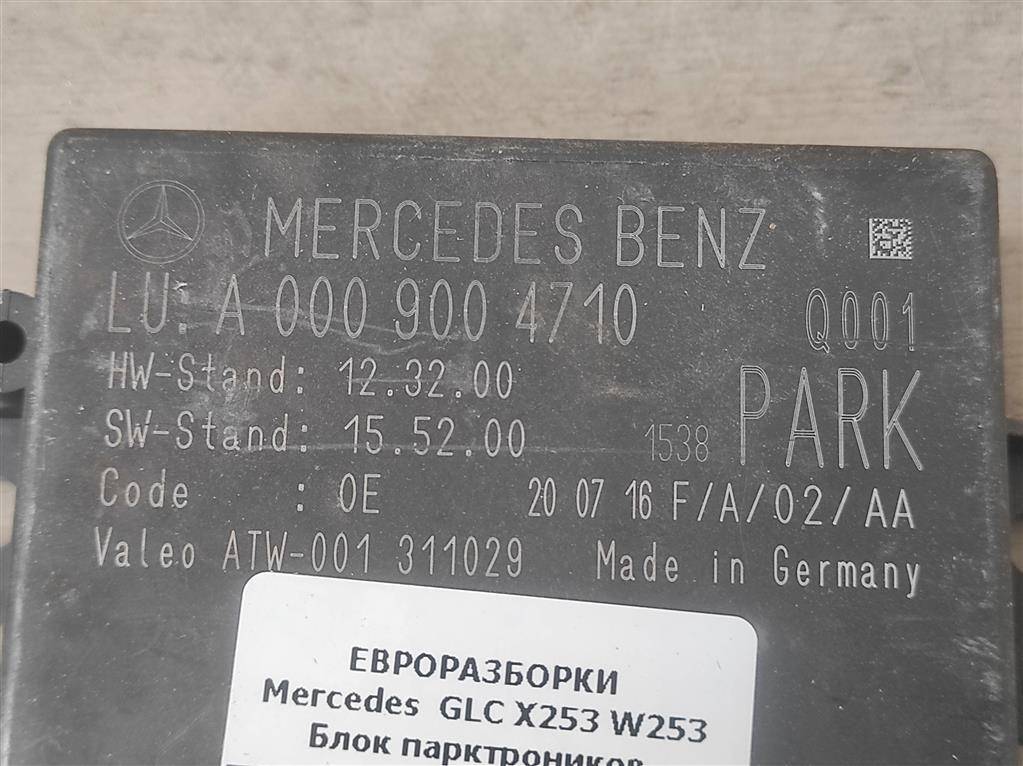 MERCEDES BENZ
LU: A 000 900 4710 Q001
HW-Stand: 12.32.00
SW-Stand: 15.52.00 1538 PARK
Code : 0E 20 07 16 F/A/02/AA
Valeo ATW-001 311029 Made in Germany
ЕВРОРАЗБОРКИ
Mercedes GLC X253 W253
Блок парктроников